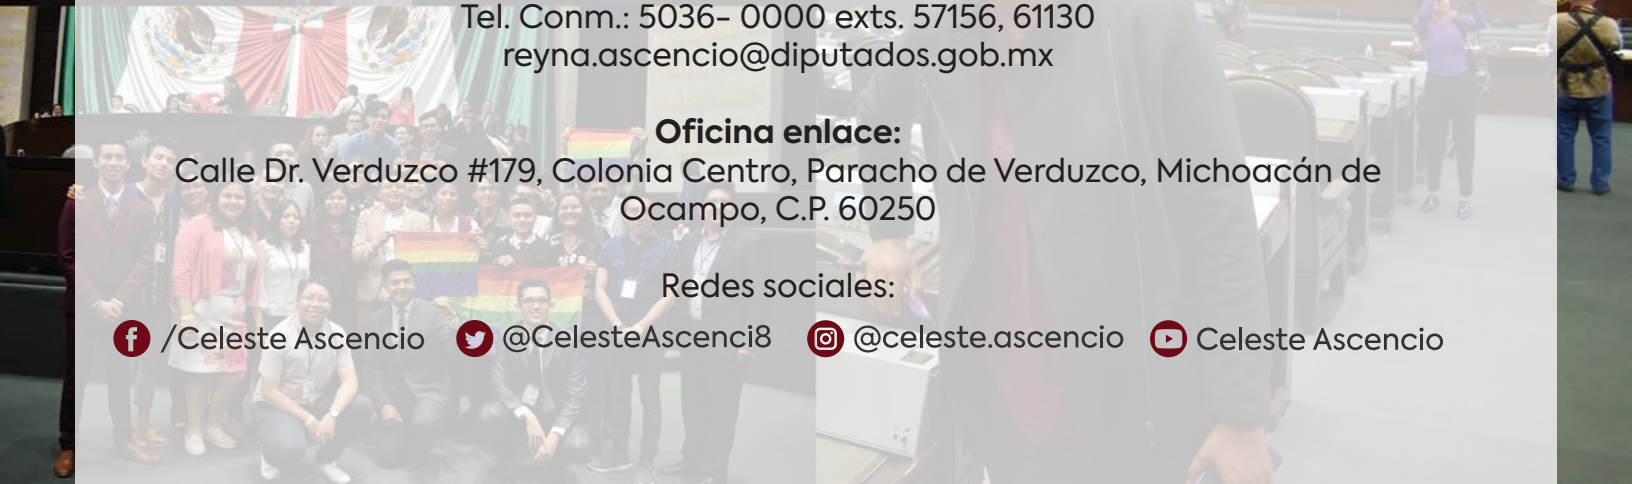 Tel. Conm.: 5036- 0000 exts. 57156, 61130
reyna.ascencio@diputados.gob.mx
Oficina enlace:
Calle Dr. Verduzco #179, Colonia Centro, Paracho de Verduzco, Michoacán de
Ocampo, C.P. 60250
Redes sociales:
/Celeste Ascencio @CelesteAscenci8 @celeste.ascencio Celeste Ascencio